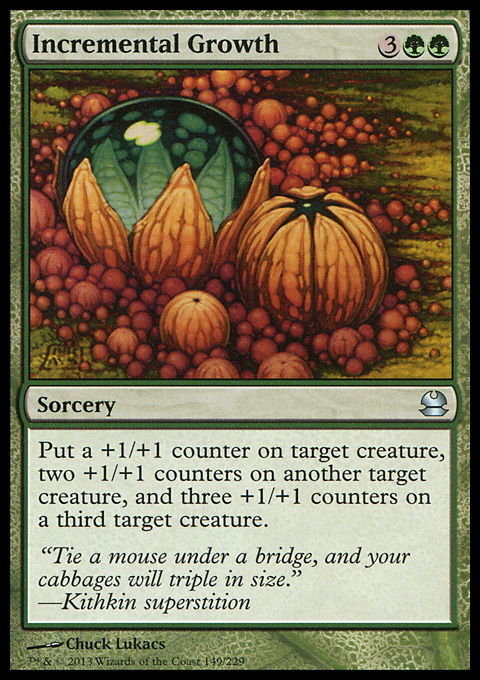 Incremental Growth 3
Sorcery
Put a +1/+1 counter on target creature,
two +1/+1 counters on another target
creature, and three +1/+1 counters on
a third target creature.
“Tie a mouse under a bridge, and your
cabbages will triple in size.”
—Kithkin superstition
Chuck Lukacs
™ & © 2013 Wizards of the Coast 149/229